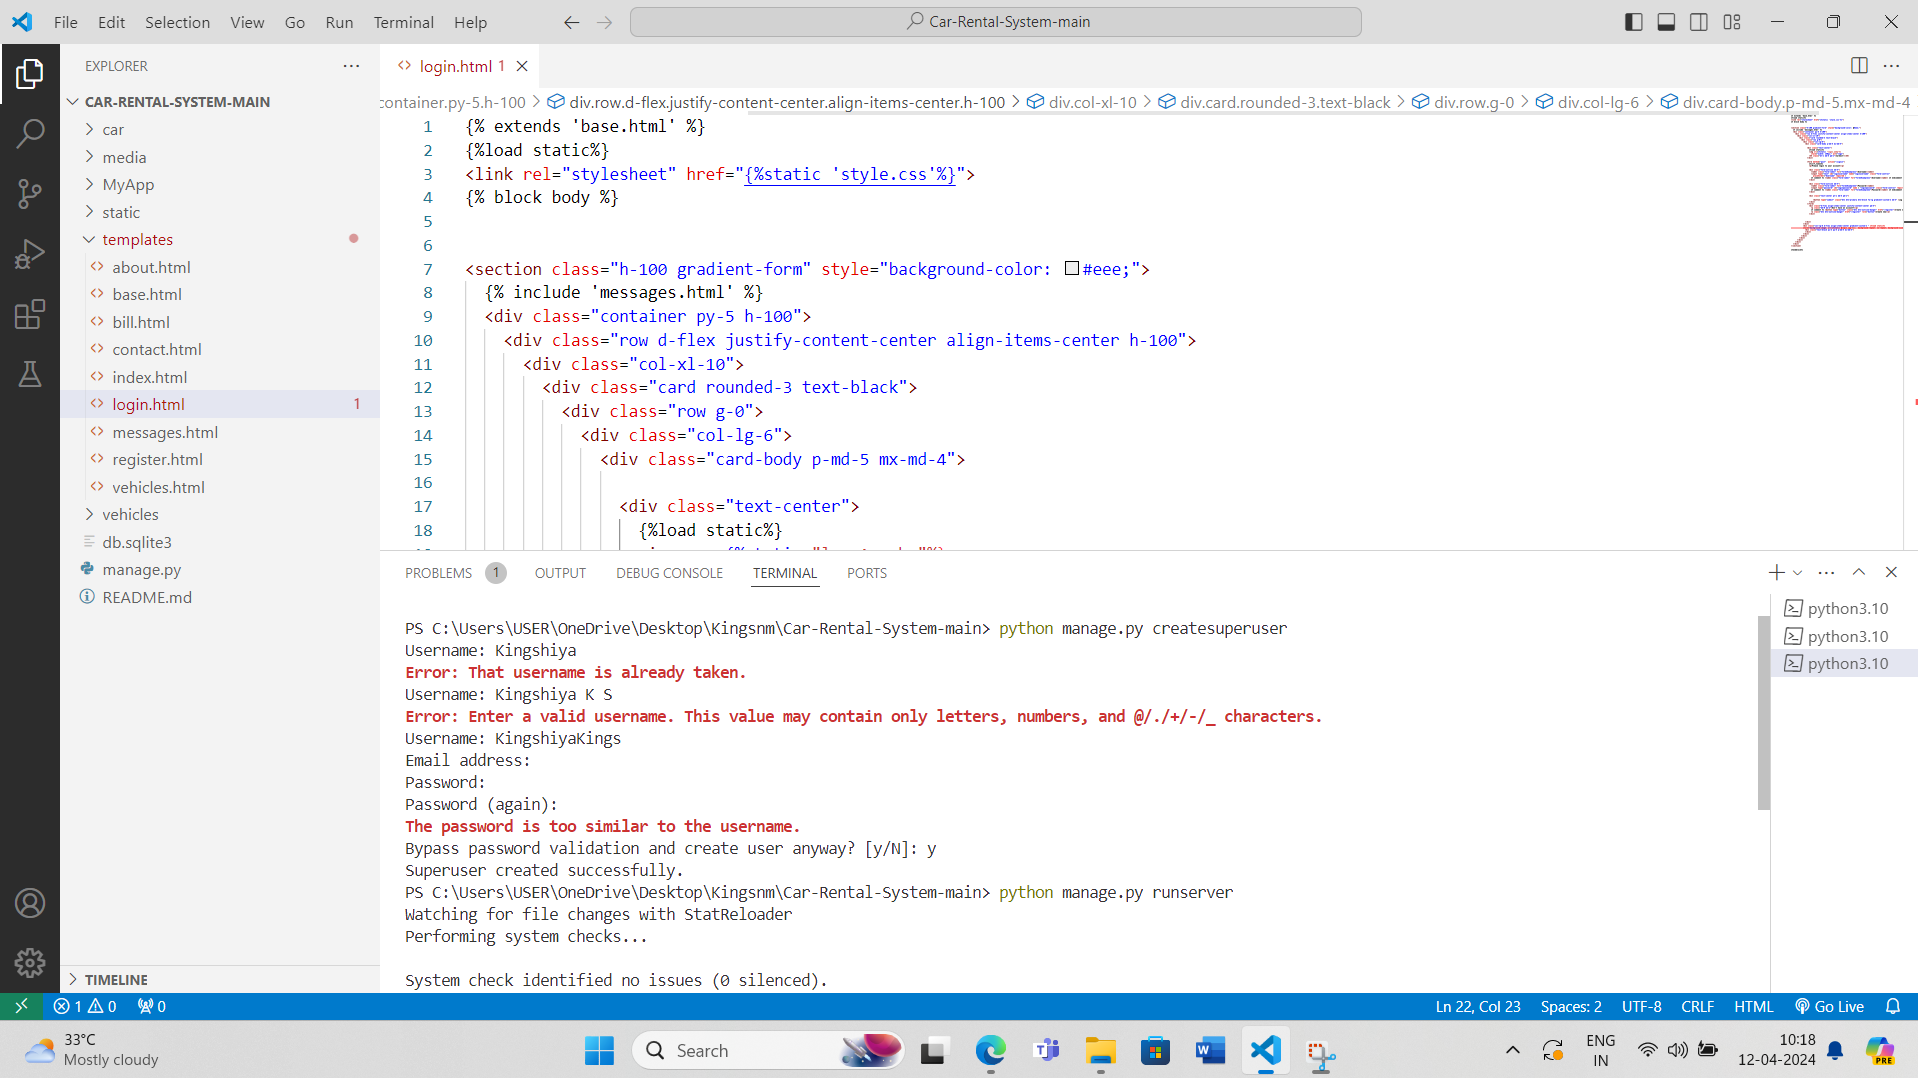 File Edit Selection View Go Run Terminal Help
Car-Rental-System-main
EXPLORER
login.html 1
CAR-RENTAL-SYSTEM-MAIN
car
media
MyApp
static
templates
about.html
base.html
bill.html
contact.html
index.html
login.html 1
messages.html
register.html
vehicles.html
vehicles
db.sqlite3
manage.py
README.md
TIMELINE
container.py-5.h-100 > div.row.d-flex.justify-content-center.align-items-center.h-100 > div.col-xl-10 > div.card.rounded-3.text-black > div.row.g-0 > div.col-lg-6 > div.card-body.p-md-5.mx-md-4
1 {% extends 'base.html' %}
2 {%load static%}
3 <link rel="stylesheet" href="{%static 'style.css'%}">
4 {% block body %}
5
6
7 <section class="h-100 gradient-form" style="background-color: #eee;">
8 {% include 'messages.html' %}
9 <div class="container py-5 h-100">
10 <div class="row d-flex justify-content-center align-items-center h-100">
11 <div class="col-xl-10">
12 <div class="card rounded-3 text-black">
13 <div class="row g-0">
14 <div class="col-lg-6">
15 <div class="card-body p-md-5 mx-md-4">
16
17 <div class="text-center">
18 {%load static%}
PROBLEMS 1 OUTPUT DEBUG CONSOLE TERMINAL PORTS
PS C:\Users\USER\OneDrive\Desktop\Kingsnm\Car-Rental-System-main> python manage.py createsuperuser
Username: Kingshiya
Error: That username is already taken.
Username: Kingshiya K S
Error: Enter a valid username. This value may contain only letters, numbers, and @/./+/-/_ characters.
Username: KingshiyaKings
Email address:
Password:
Password (again):
The password is too similar to the username.
Bypass password validation and create user anyway? [y/N]: y
Superuser created successfully.
PS C:\Users\USER\OneDrive\Desktop\Kingsnm\Car-Rental-System-main> python manage.py runserver
Watching for file changes with StatReloader
Performing system checks...
System check identified no issues (0 silenced).
python3.10
python3.10
python3.10
1 0 0 Ln 22, Col 23 Spaces: 2 UTF-8 CRLF HTML Go Live
33°C
Mostly cloudy
Search
ENG
IN
10:18
12-04-2024
PRE